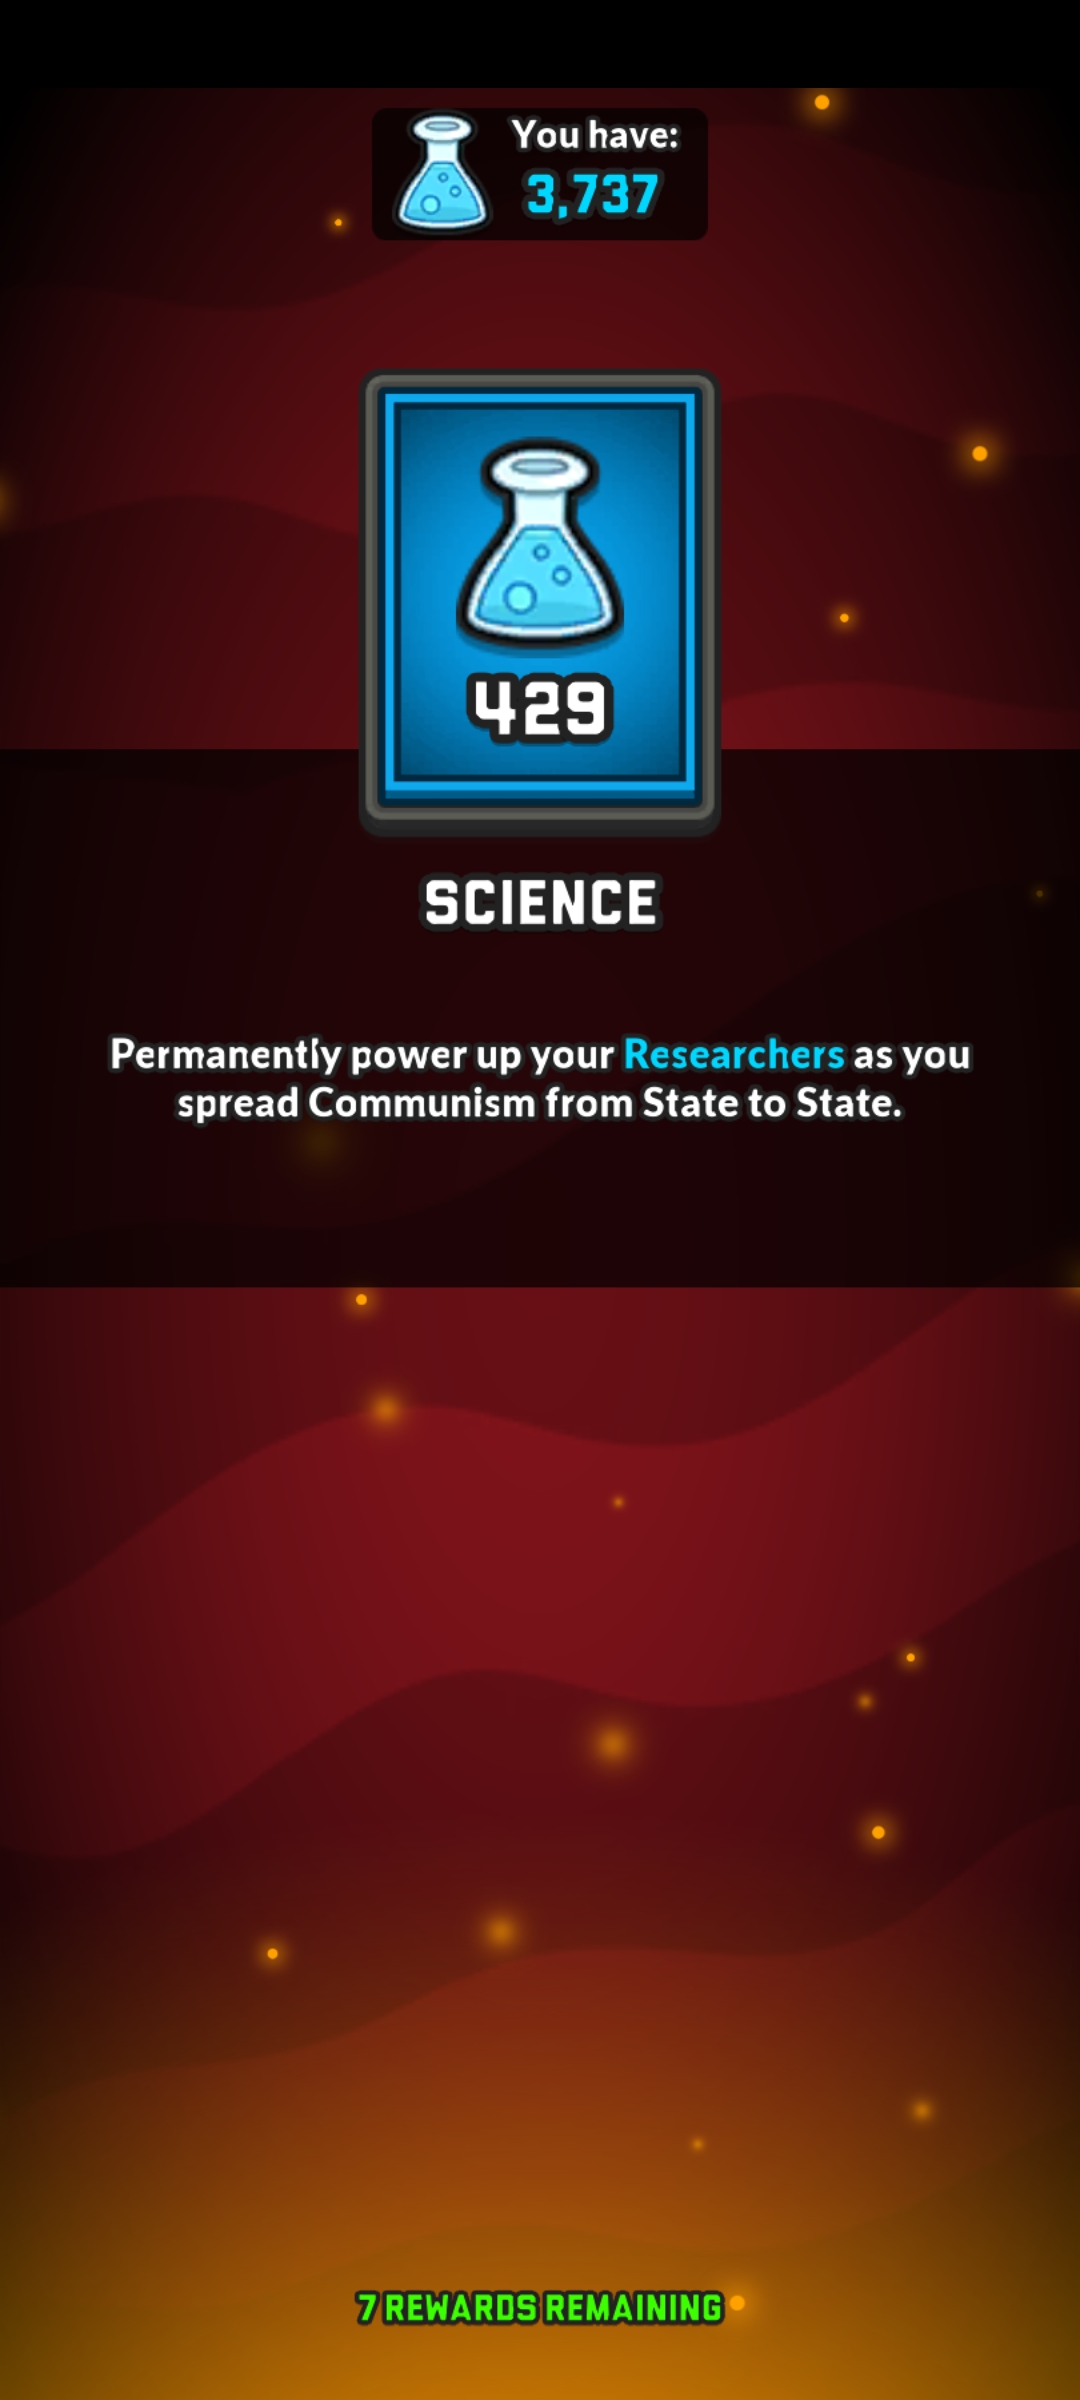 You have:
3,737
429
SCIENCE
Permanently power up your Researchers as you
spread Communism from State to State.
7 REWARDS REMAINING